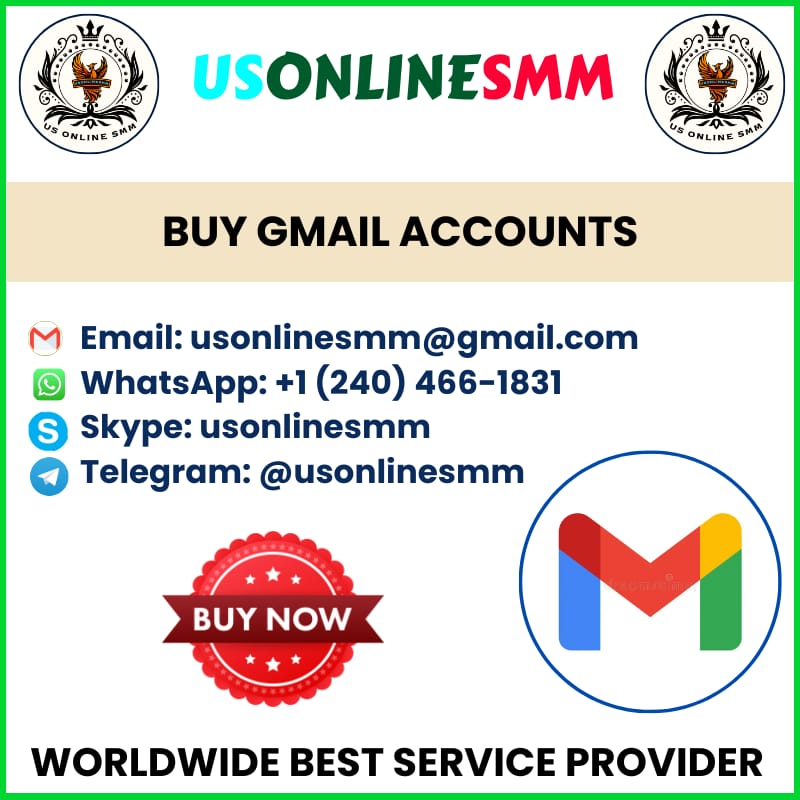 US ONLINE SMM
USONLINESMM
US ONLINE SMM
BUY GMAIL ACCOUNTS
Email: usonlinesmm@gmail.com
WhatsApp: +1 (240) 466-1831
Skype: usonlinesmm
Telegram: @usonlinesmm
BUY NOW
WORLDWIDE BEST SERVICE PROVIDER